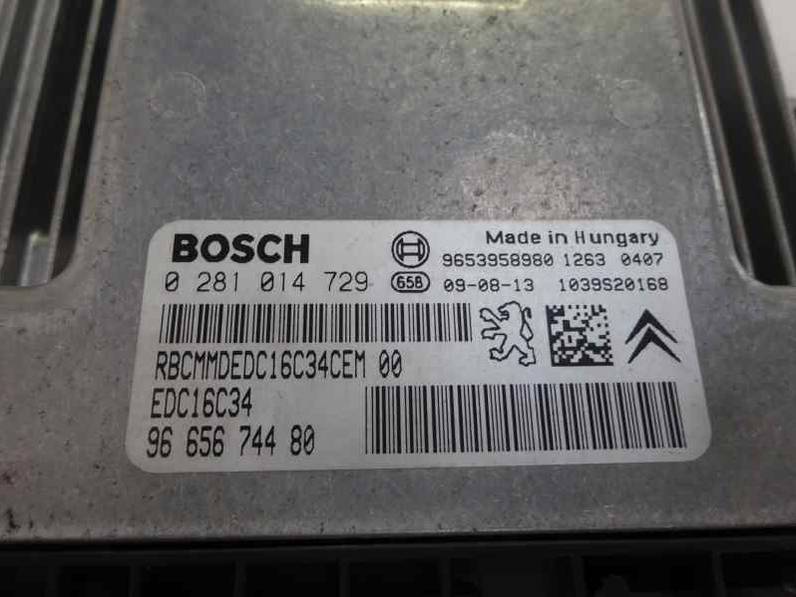 BOSCH
Made in Hungary
9653958980 1263 0407
0 281 014 729 658 09-08-13 1039S20168
RBCMMDEDC16C34CEM 00
EDC16C34
96 656 744 80